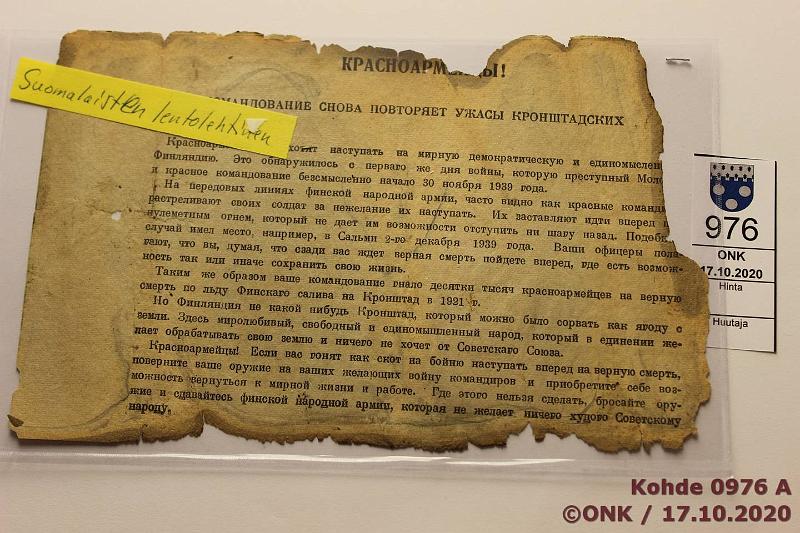 КРАСНОАРМЕЙЦЫ!
Suomalaisten lentolehtinen
КОМАНДОВАНИЕ СНОВА ПОВТОРЯЕТ УЖАСЫ КРОНШТАДСКИХ
Красноарм хотят наступать на мирную демократическую и единомыслен
Финляндию. Это обнаружилось с перваго же дня войны, которую преступный Мол
и красное командование безсмысленно начало 30 ноября 1939 года.
На передовых линиях финской народной армии, часто видно как красные команд
растреливают своих солдат за нежелание их наступать. Их заставляют идти вперед п
пулеметным огнем, который не дает им возможности отступить ни шагу назад. Подоб
случай имел место, например, в Сальми 2-го декабря 1939 года. Ваши офицеры пола-
гают, что вы, думая, что сзади вас ждет верная смерть пойдете вперед, где есть возмож-
ность так или иначе сохранить свою жизнь.
Таким же образом ваше командование гнало десятки тысяч красноармейцев на верную
смерть по льду Финскаго салива на Кронштад в 1921 г.
Но Финляндия не какой нибудь Кронштад, который можно было сорвать как ягоду с
земли. Здесь миролюбивый, свободный и единомышленный народ, который в единении же-
лает обрабатывать свою землю и ничего не хочет от Советскаго Союза.
Красноармейцы! Если вас гонят как скот на бойню наступать вперед на верную смерть,
поверните ваше оружие на ваших желающих войну командиров и приобретите себе воз-
можность вернуться к мирной жизни и работе. Где этого нельзя сделать, бросайте ору-
жие и сдавайтесь финской народной армии, которая не желает ничего худого Советскому
народу.
976
ONK
17.10.2020
Hinta
Huutaja
Kohde 0976 A
©ONK / 17.10.2020